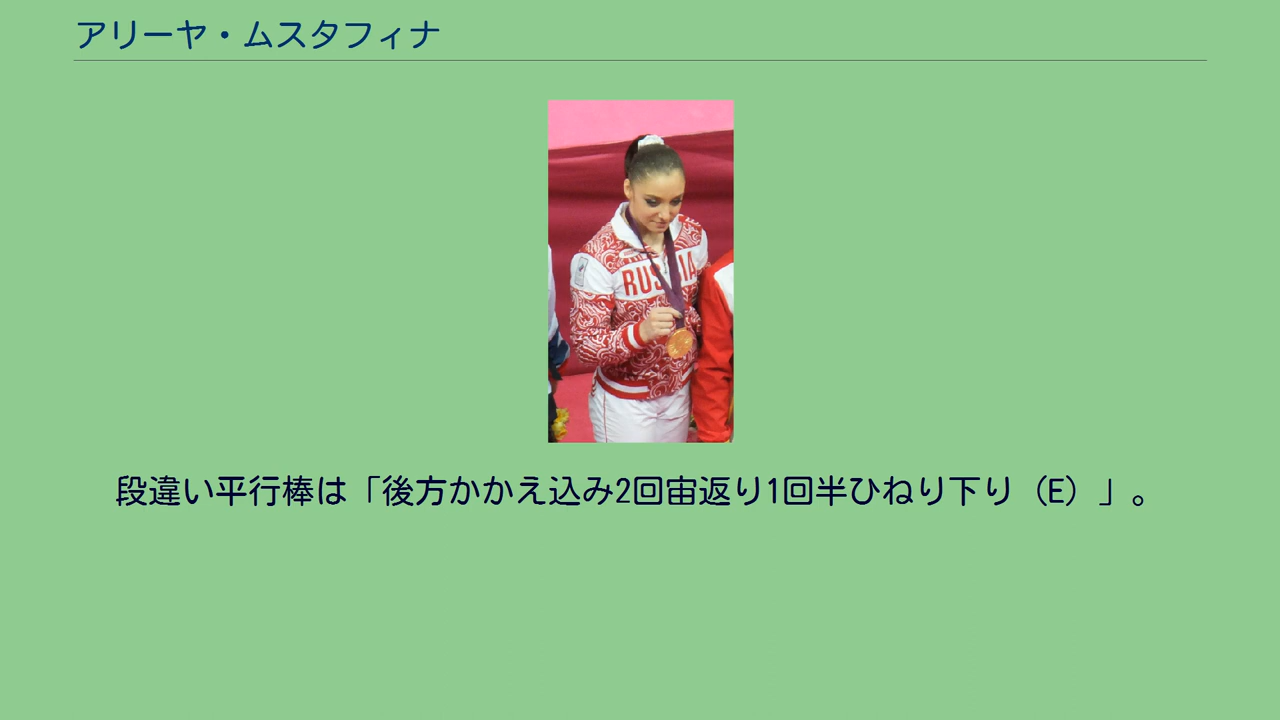 アリーヤ・ムスタフィナ
RUSSIA
段違い平行棒は「後方かかえ込み2回宙返り1回半ひねり下り（E）」。